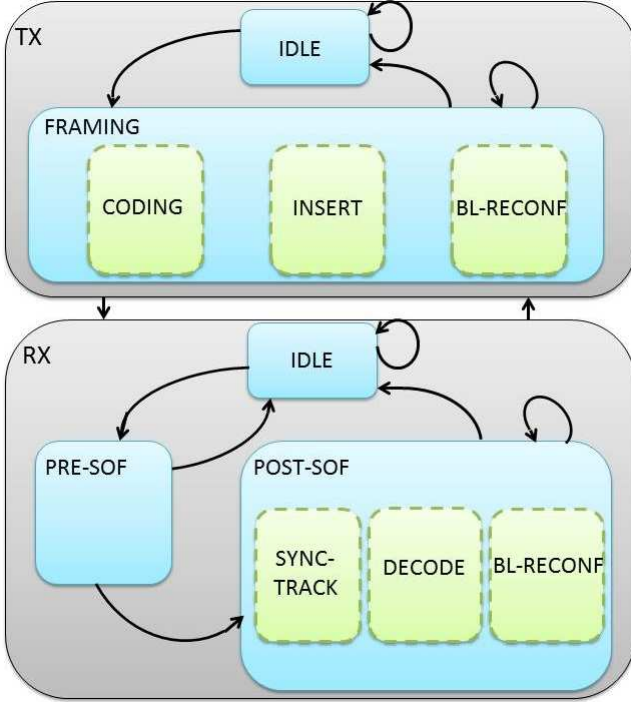 TX
IDLE
FRAMING
CODING
INSERT
BL-RECONF
RX
IDLE
PRE-SOF
POST-SOF
SYNC-
TRACK
DECODE
BL-RECONF